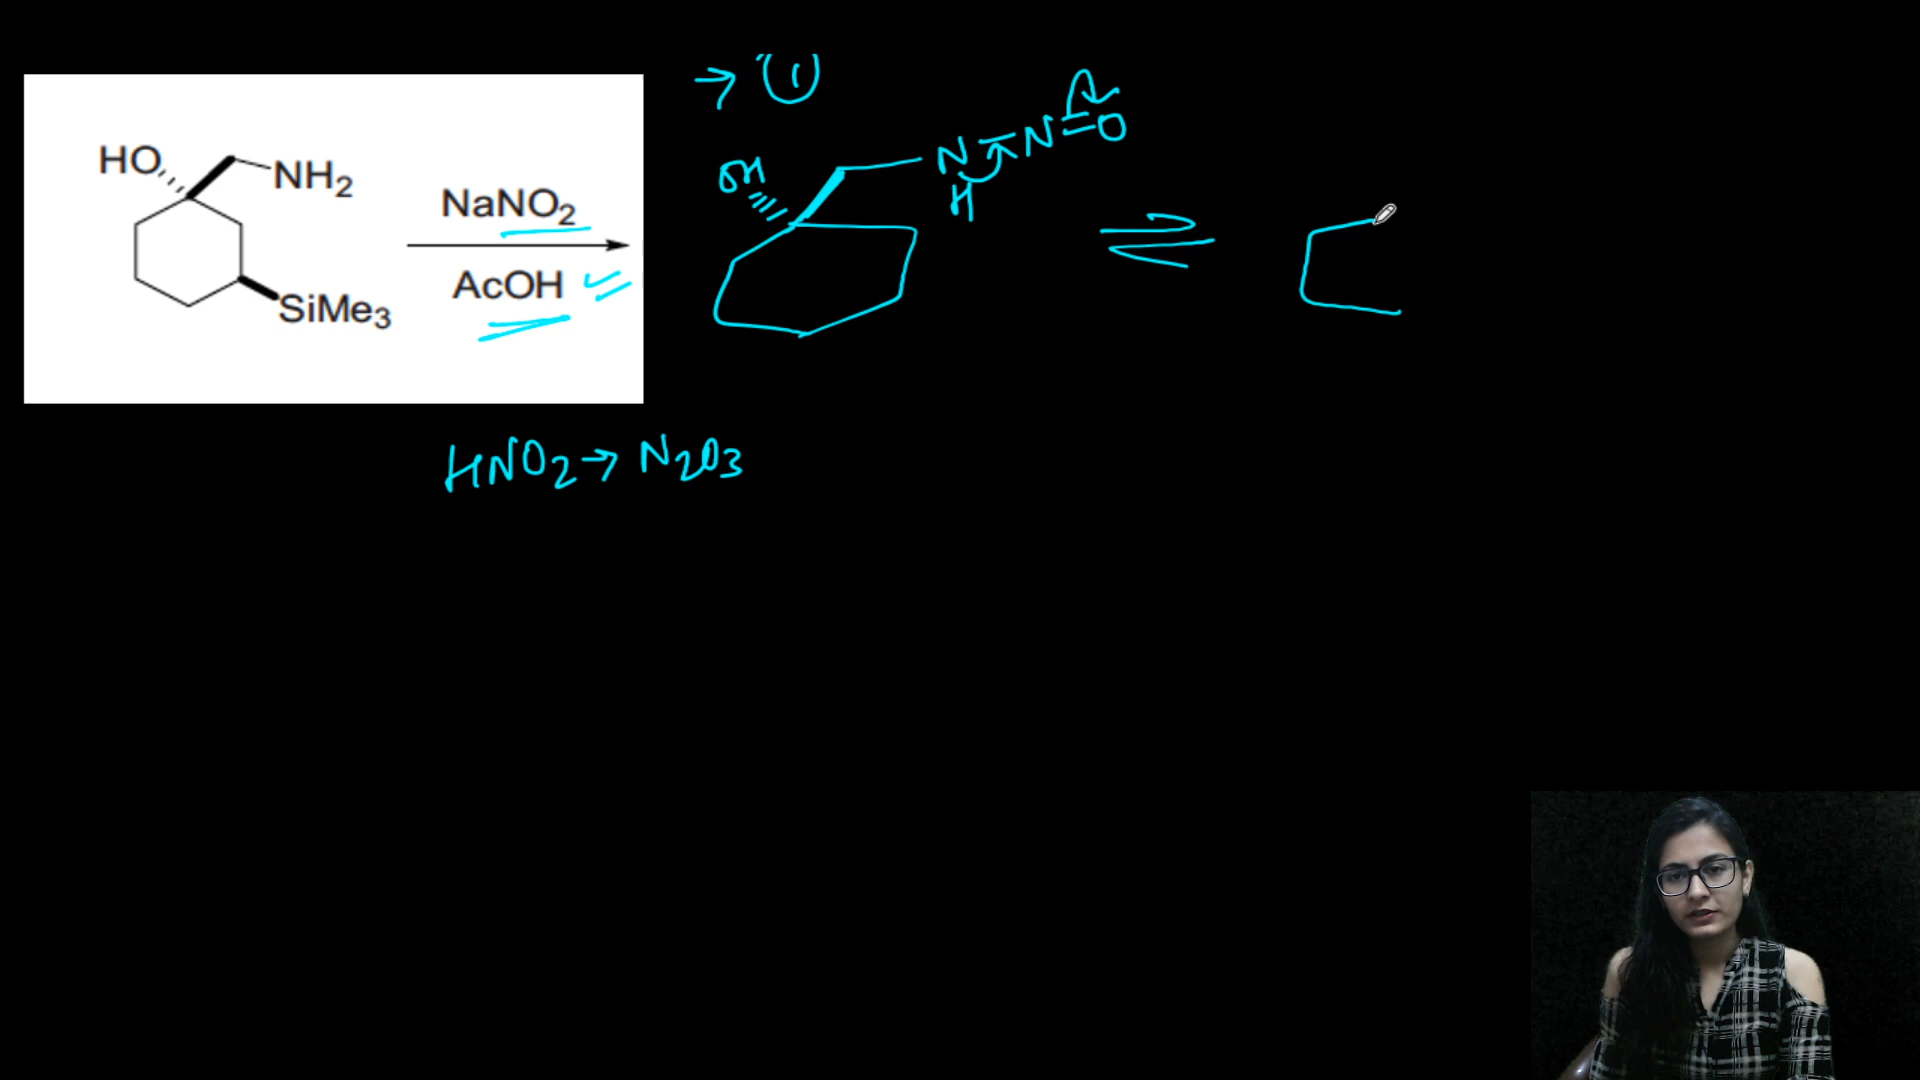 → ①
HO
NH₂
NaNO₂
AcOH
SiMe₃
OH
N N=O
H
HNO₂ → N₂O₃